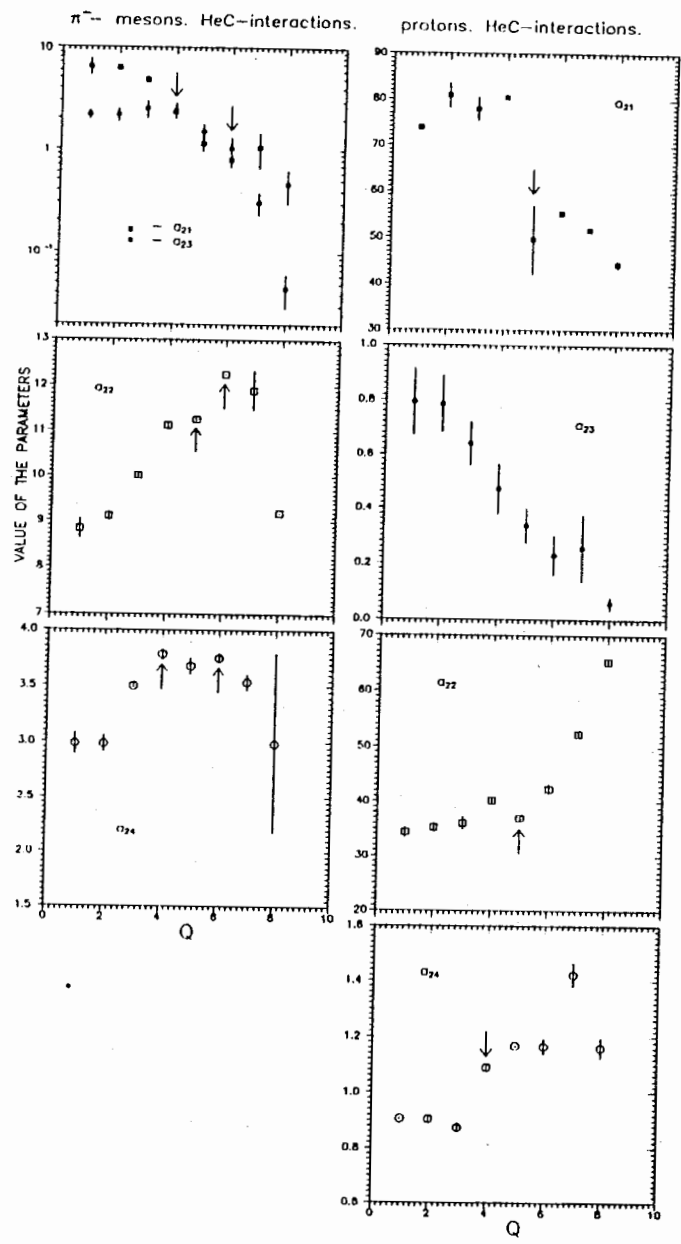 π⁻– mesons. HeC–interactions.
protons. HeC–interactions.
VALUE OF THE PARAMETERS
10
1
10⁻¹
– a₂₁
– a₂₃
90
80
70
60
50
40
30
a₂₁
13
12
11
10
9
8
7
a₂₂
1.0
0.8
0.6
0.4
0.2
0.0
a₂₃
4.0
3.5
3.0
2.5
2.0
1.5
a₂₄
0 2 4 6 8 10
Q
70
60
50
40
30
20
a₂₂
1.6
1.4
1.2
1.0
0.8
0.6
a₂₄
0 2 4 6 8 10
Q